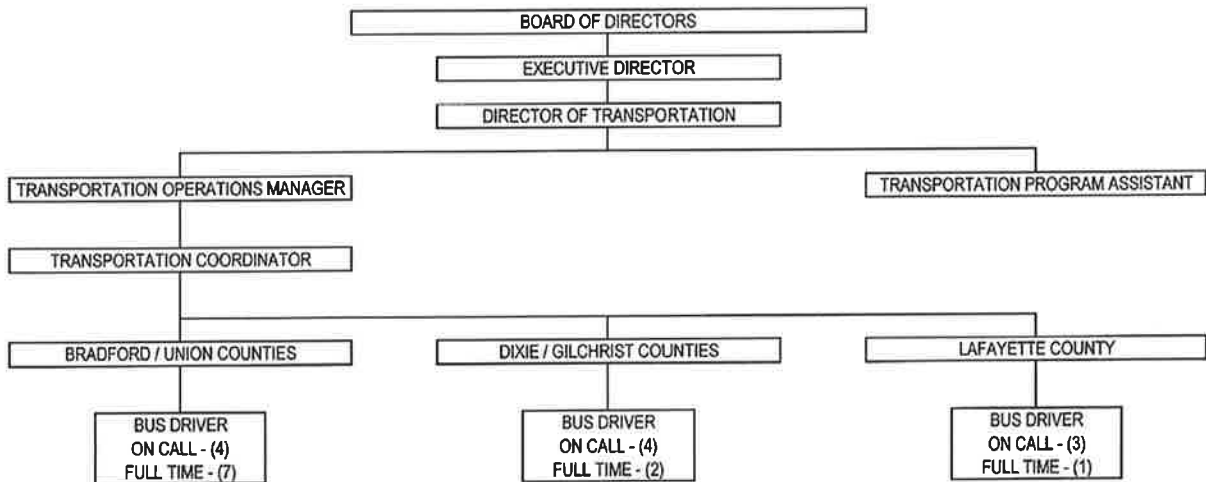 BOARD OF DIRECTORS
EXECUTIVE DIRECTOR
DIRECTOR OF TRANSPORTATION
TRANSPORTATION OPERATIONS MANAGER
TRANSPORTATION PROGRAM ASSISTANT
TRANSPORTATION COORDINATOR
BRADFORD / UNION COUNTIES
DIXIE / GILCHRIST COUNTIES
LAFAYETTE COUNTY
BUS DRIVER
ON CALL - (4)
FULL TIME - (7)
BUS DRIVER
ON CALL - (4)
FULL TIME - (2)
BUS DRIVER
ON CALL - (3)
FULL TIME - (1)